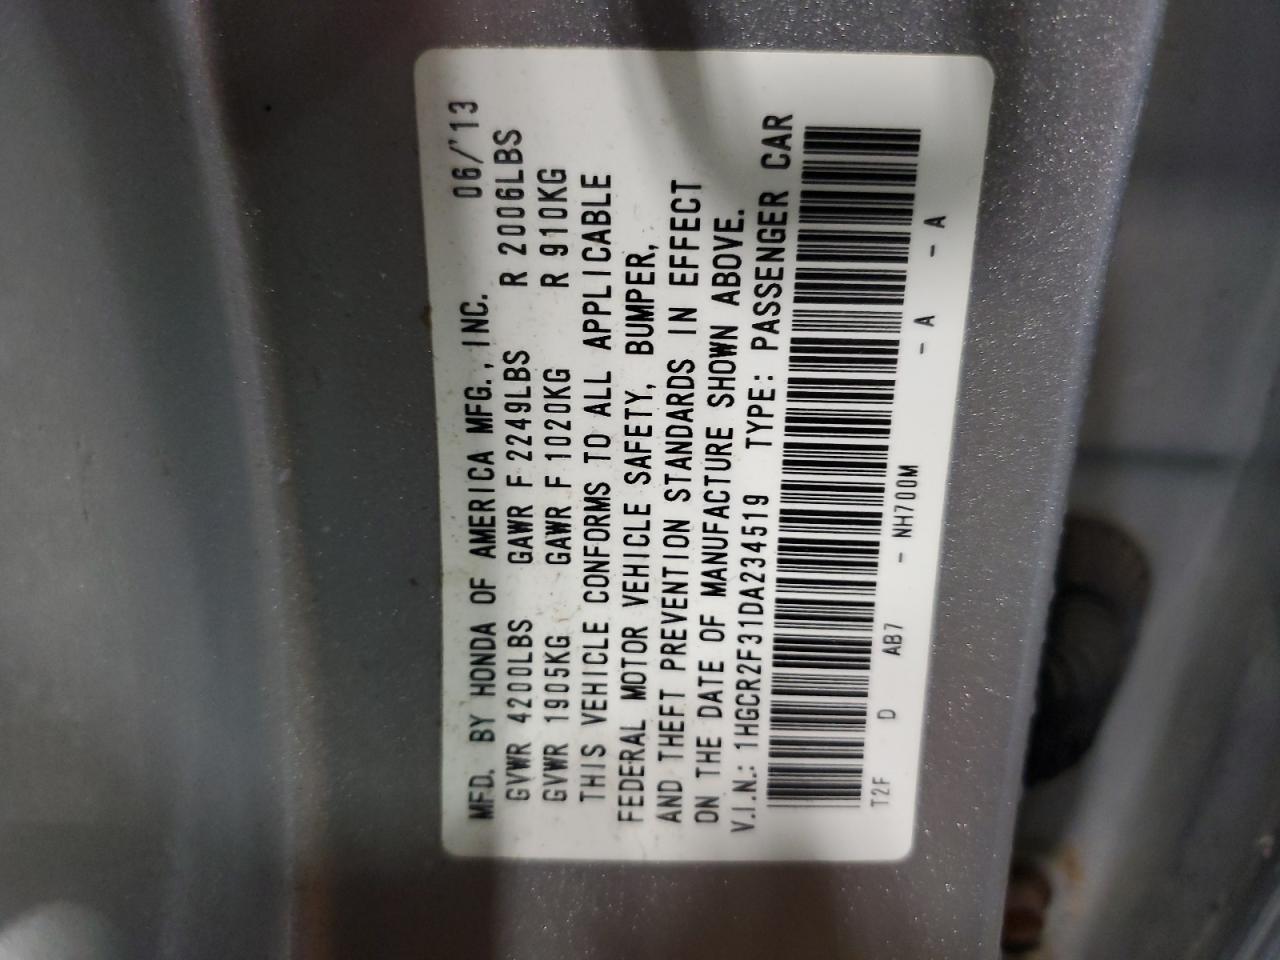 MFD. BY HONDA OF AMERICA MFG., INC. 06/'13
GVWR 4200LBS GAWR F 2249LBS R 2006LBS
GVWR 1905KG GAWR F 1020KG R 910KG
THIS VEHICLE CONFORMS TO ALL APPLICABLE
FEDERAL MOTOR VEHICLE SAFETY, BUMPER,
AND THEFT PREVENTION STANDARDS IN EFFECT
ON THE DATE OF MANUFACTURE SHOWN ABOVE.
V.I.N.: 1HGCR2F31DA234519 TYPE: PASSENGER CAR
T2F D AB7 - NH700M - A - A